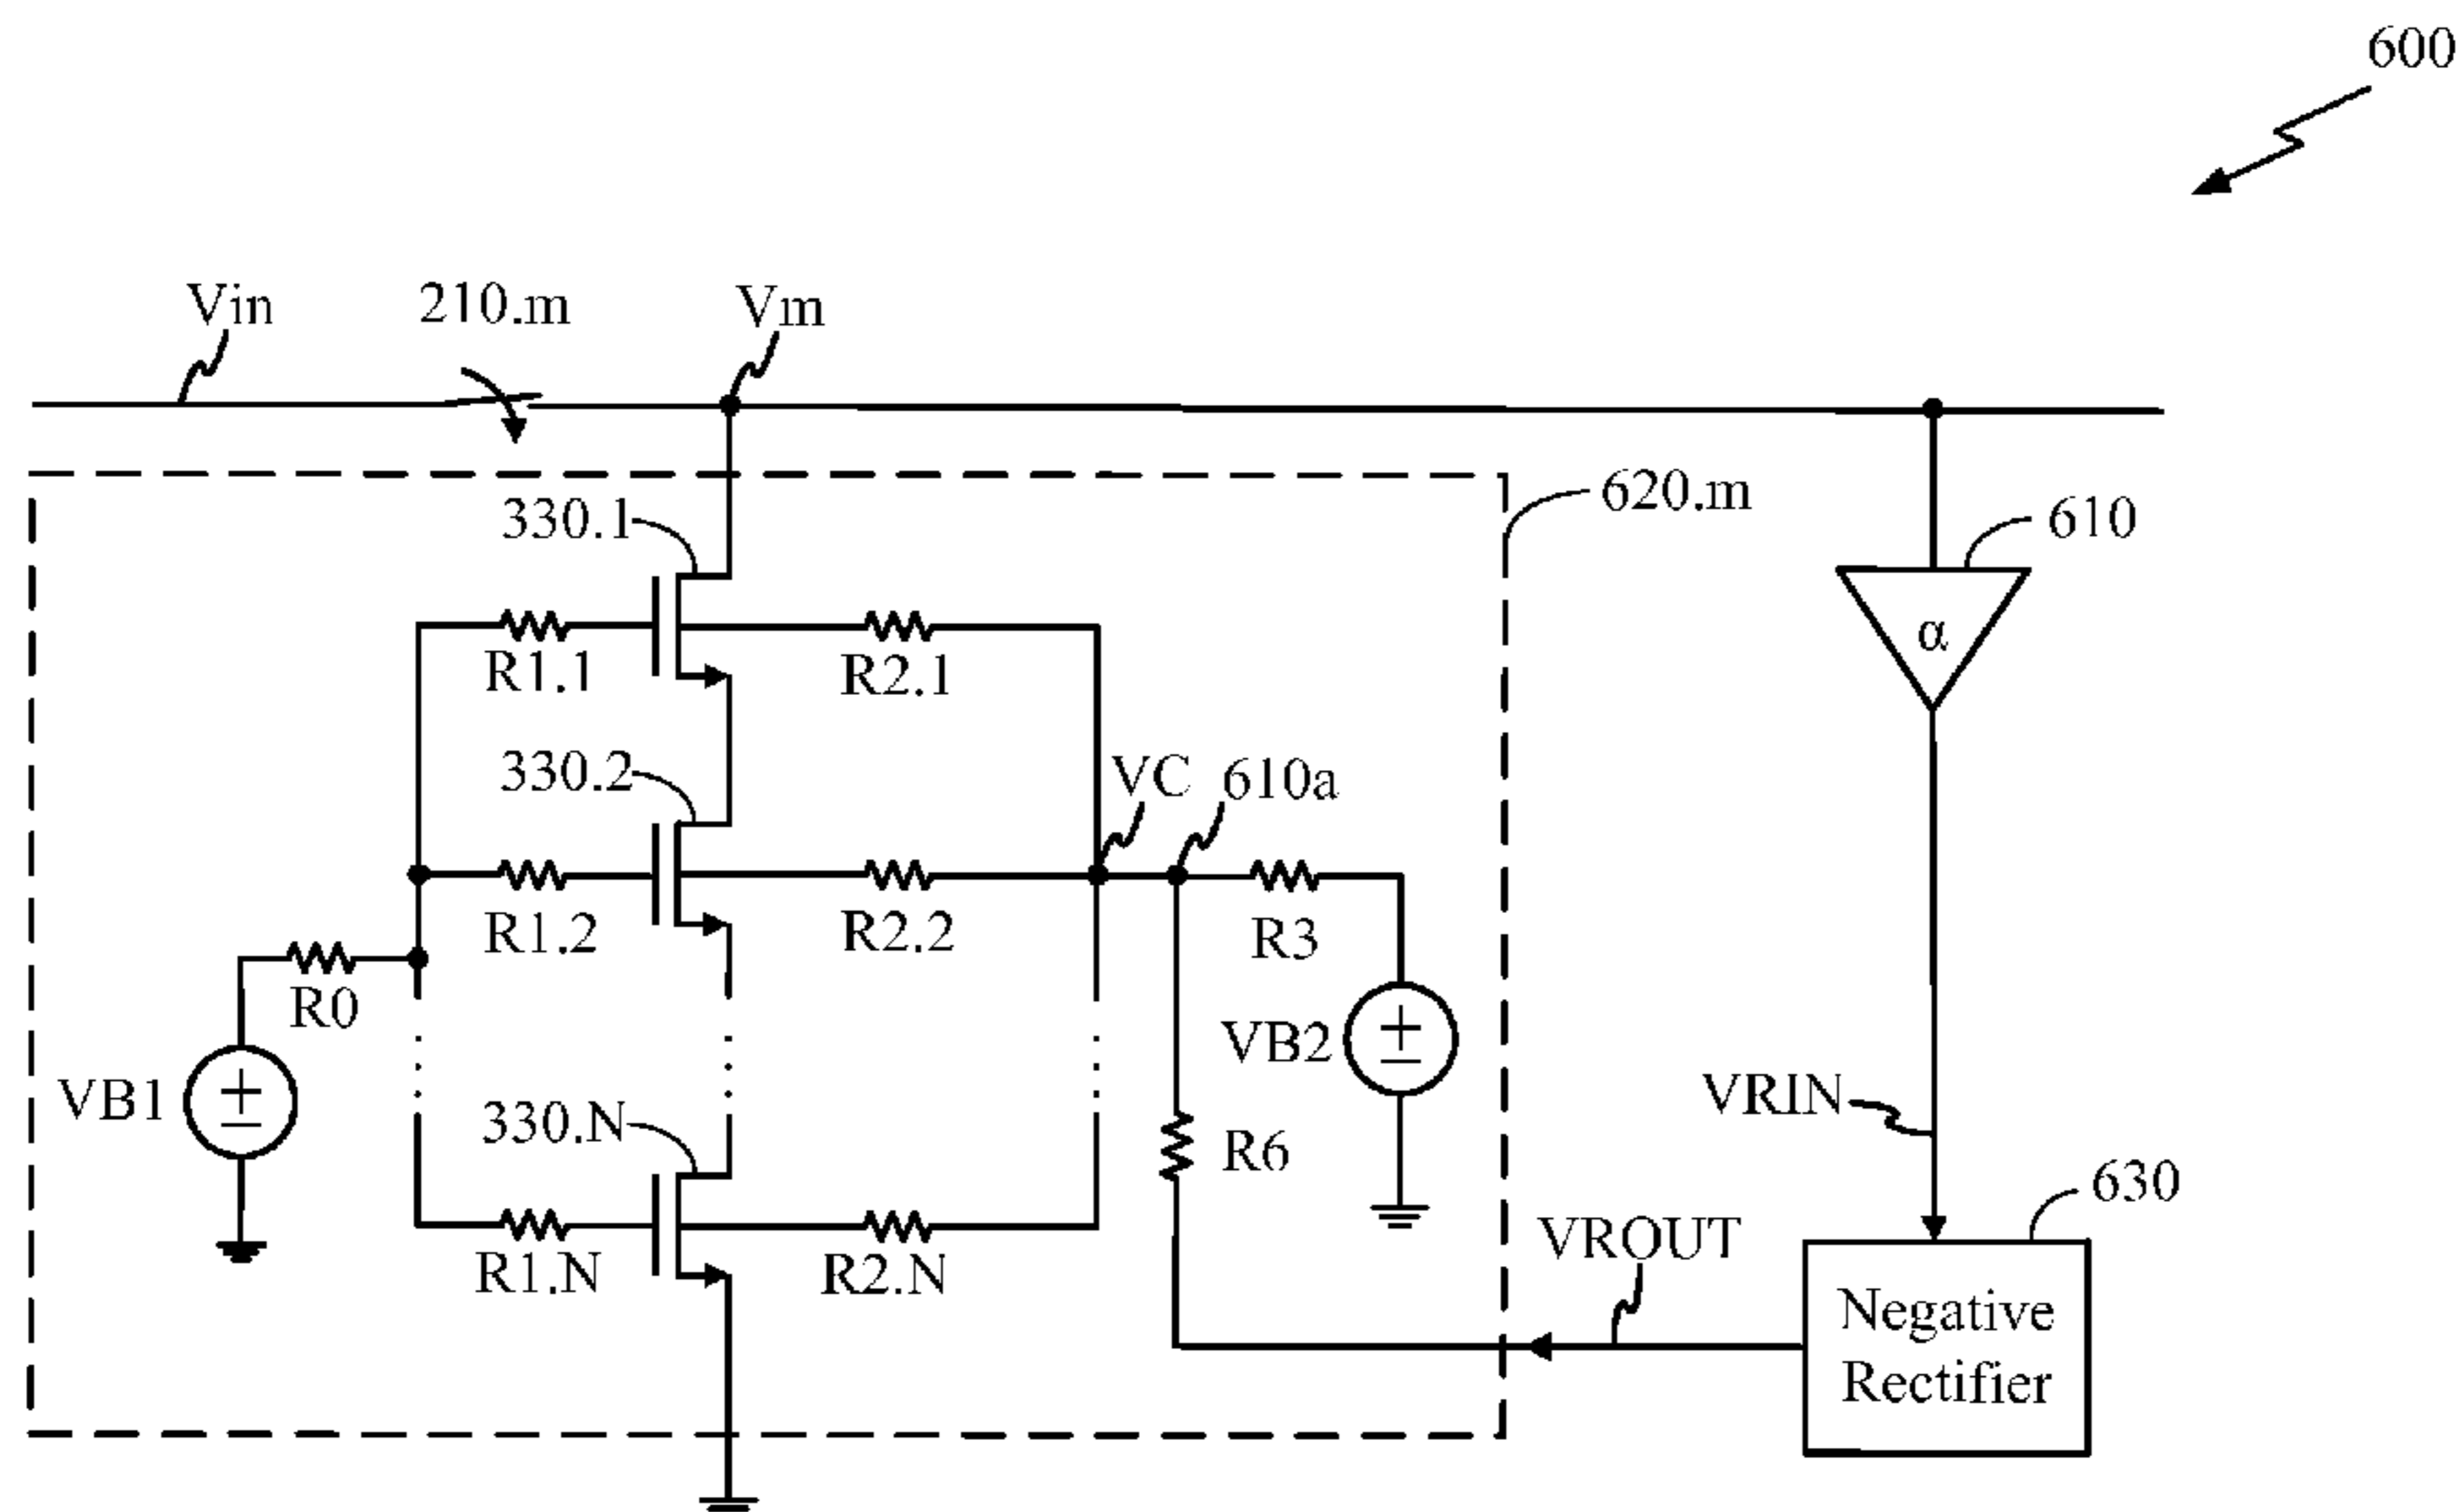 600
Vin
210.m
Vm
620.m
330.1
610
α
R1.1
R2.1
330.2
VC
610a
R1.2
R2.2
R3
R0
VB2
VB1
VRIN
330.N
R6
630
VROUT
R1.N
R2.N
Negative
Rectifier